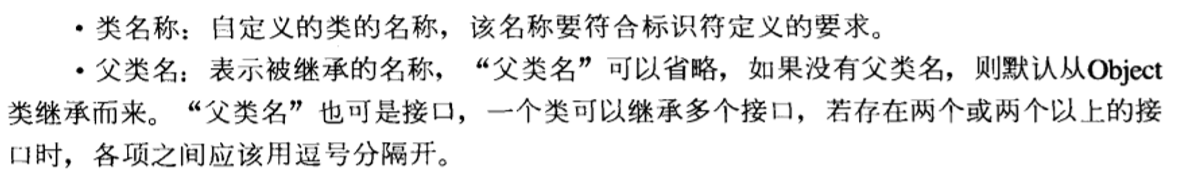 • 类名称：自定义的类的名称，该名称要符合标识符定义的要求。
• 父类名：表示被继承的名称，“父类名”可以省略，如果没有父类名，则默认从Object
类继承而来。“父类名”也可是接口，一个类可以继承多个接口，若存在两个或两个以上的接
口时，各项之间应该用逗号分隔开。